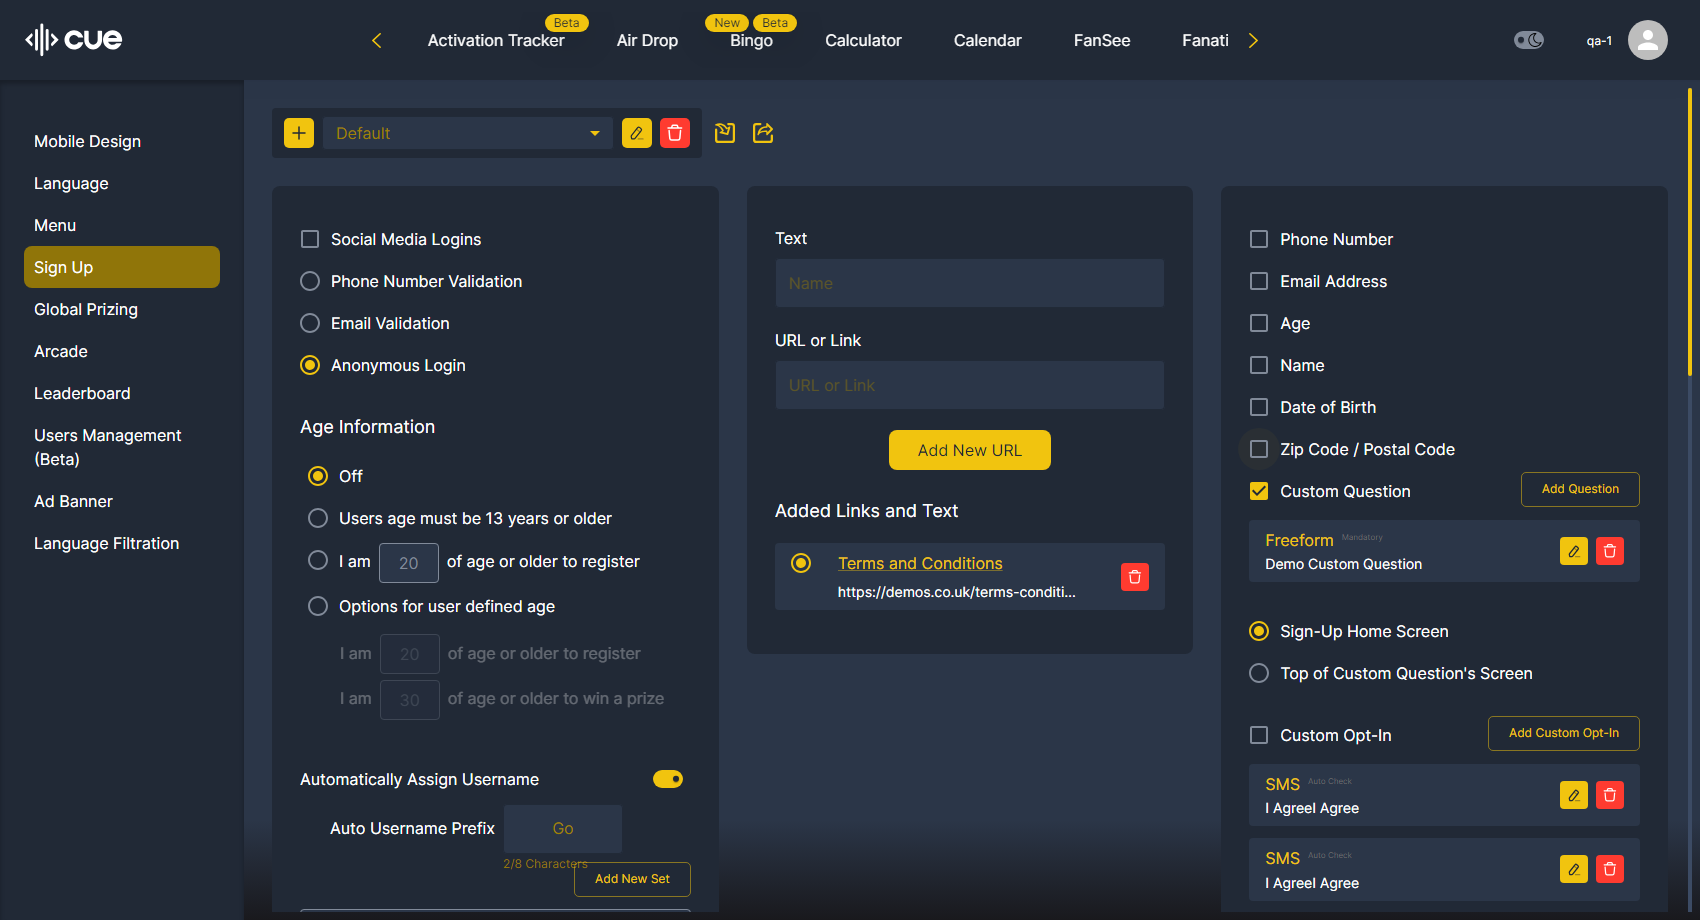 cue
Activation Tracker
Beta
Air Drop
New
Beta
Bingo
Calculator
Calendar
FanSee
Fanati
qa-1
Mobile Design
Language
Menu
Sign Up
Global Prizing
Arcade
Leaderboard
Users Management
(Beta)
Ad Banner
Language Filtration
Default
Social Media Logins
Phone Number Validation
Email Validation
Anonymous Login
Age Information
Off
Users age must be 13 years or older
I am 20 of age or older to register
Options for user defined age
I am 20 of age or older to register
I am 30 of age or older to win a prize
Automatically Assign Username
Auto Username Prefix Go
2/8 Characters
Add New Set
Text
Name
URL or Link
URL or Link
Add New URL
Added Links and Text
Terms and Conditions
https://demos.co.uk/terms-conditi...
Phone Number
Email Address
Age
Name
Date of Birth
Zip Code / Postal Code
Custom Question
Add Question
Freeform Mandatory
Demo Custom Question
Sign-Up Home Screen
Top of Custom Question's Screen
Custom Opt-In
Add Custom Opt-In
SMS Auto Check
I AgreeI Agree
SMS Auto Check
I AgreeI Agree